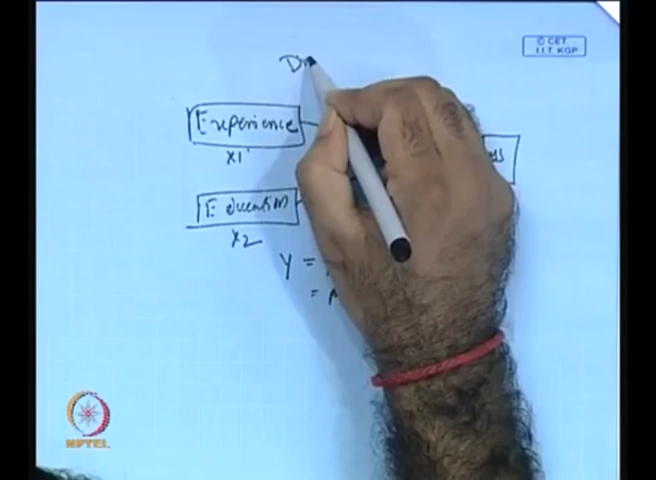 © CET
I.I.T. KGP
Experience
X1
Education
X2
Y =
=
NPTEL